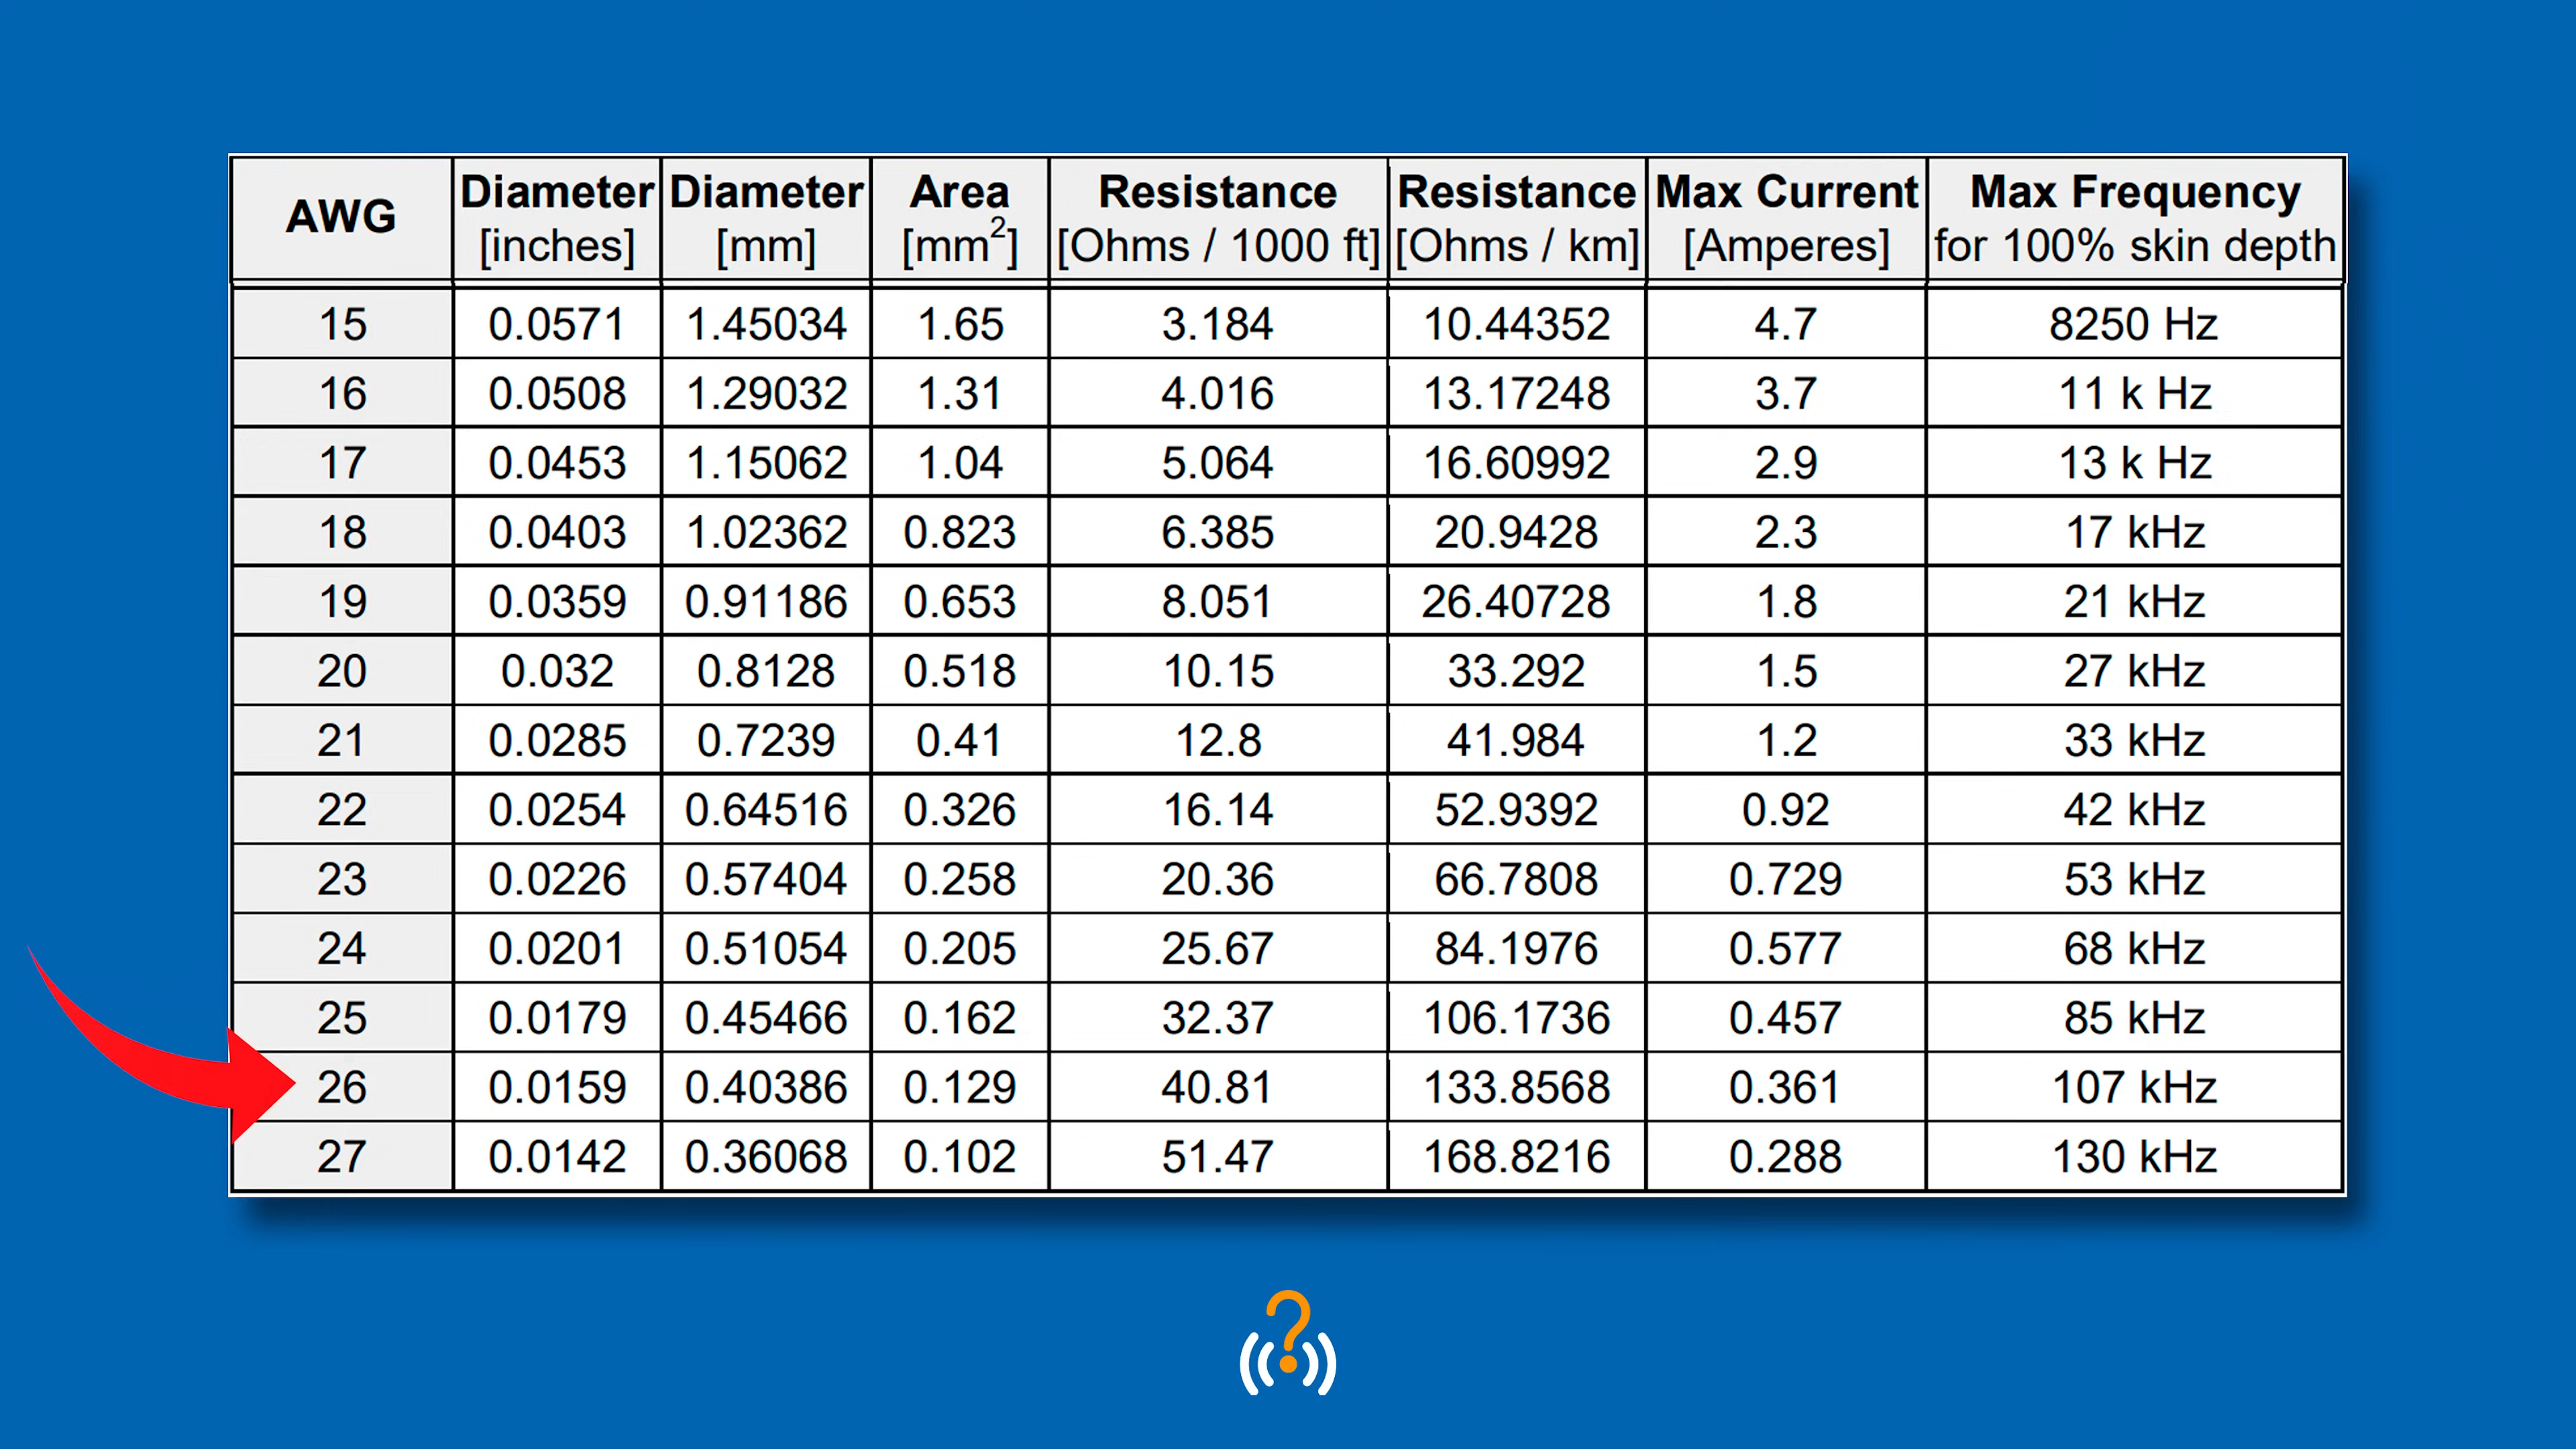 AWG Diameter Diameter Area Resistance Resistance Max Current Max Frequency
[inches] [mm] [mm2] [Ohms / 1000 ft] [Ohms / km] [Amperes] for 100% skin depth
15 0.0571 1.45034 1.65 3.184 10.44352 4.7 8250 Hz
16 0.0508 1.29032 1.31 4.016 13.17248 3.7 11 k Hz
17 0.0453 1.15062 1.04 5.064 16.60992 2.9 13 k Hz
18 0.0403 1.02362 0.823 6.385 20.9428 2.3 17 kHz
19 0.0359 0.91186 0.653 8.051 26.40728 1.8 21 kHz
20 0.032 0.8128 0.518 10.15 33.292 1.5 27 kHz
21 0.0285 0.7239 0.41 12.8 41.984 1.2 33 kHz
22 0.0254 0.64516 0.326 16.14 52.9392 0.92 42 kHz
23 0.0226 0.57404 0.258 20.36 66.7808 0.729 53 kHz
24 0.0201 0.51054 0.205 25.67 84.1976 0.577 68 kHz
25 0.0179 0.45466 0.162 32.37 106.1736 0.457 85 kHz
26 0.0159 0.40386 0.129 40.81 133.8568 0.361 107 kHz
27 0.0142 0.36068 0.102 51.47 168.8216 0.288 130 kHz